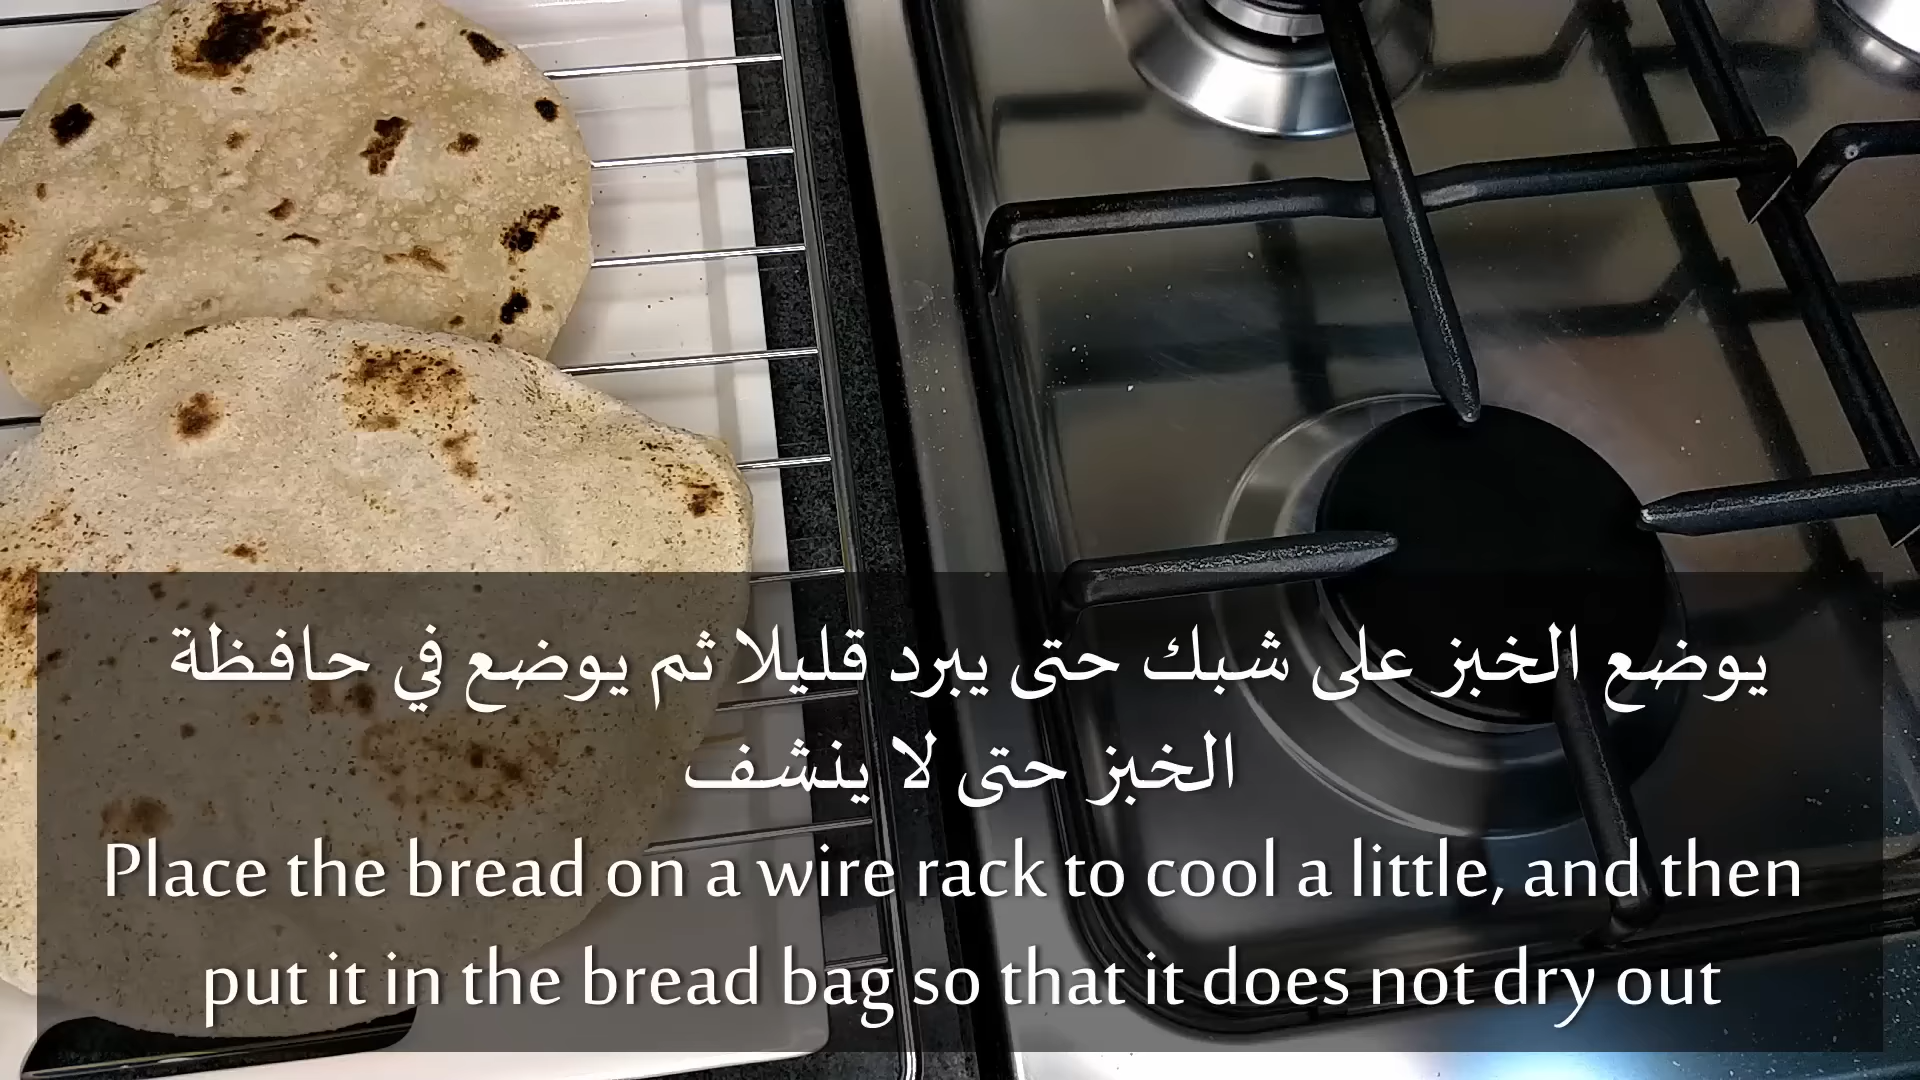 يوضع الخبز على شبك حتى يبرد قليلا ثم يوضع في حافظة
الخبز حتى لا ينشف
Place the bread on a wire rack to cool a little, and then
put it in the bread bag so that it does not dry out